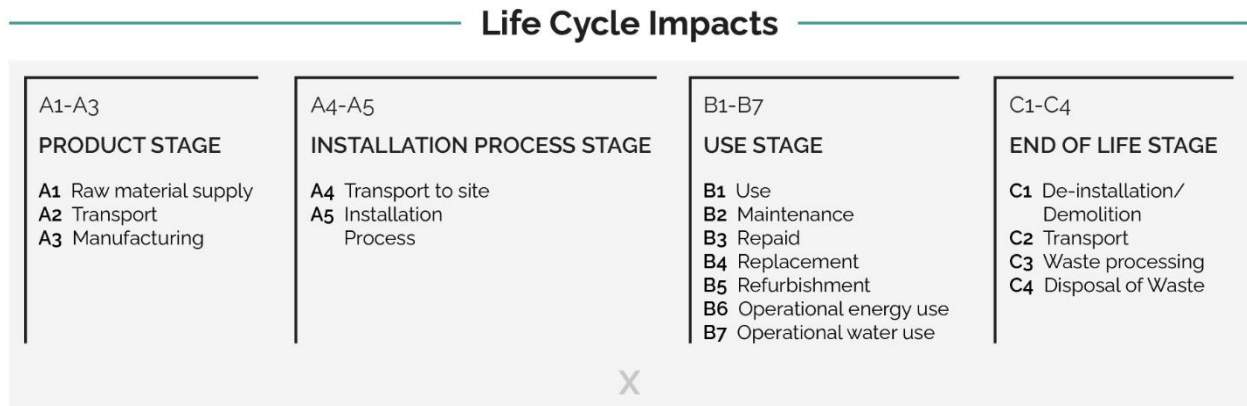 Life Cycle Impacts
A1-A3
PRODUCT STAGE
A1 Raw material supply
A2 Transport
A3 Manufacturing
A4-A5
INSTALLATION PROCESS STAGE
A4 Transport to site
A5 Installation
Process
B1-B7
USE STAGE
B1 Use
B2 Maintenance
B3 Repaid
B4 Replacement
B5 Refurbishment
B6 Operational energy use
B7 Operational water use
C1-C4
END OF LIFE STAGE
C1 De-installation/
Demolition
C2 Transport
C3 Waste processing
C4 Disposal of Waste
X